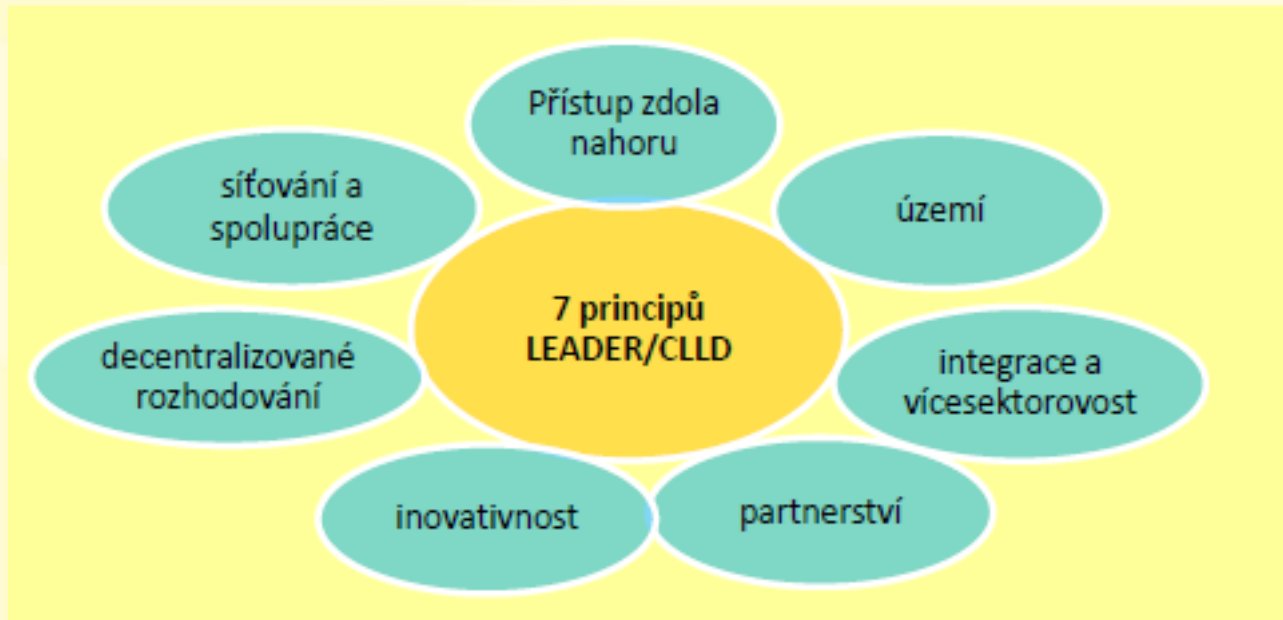 Přístup zdola
nahoru
síťování a
spolupráce
území
7 principů
LEADER/CLLD
decentralizované
rozhodování
integrace a
vícesektorovost
inovativnost
partnerství